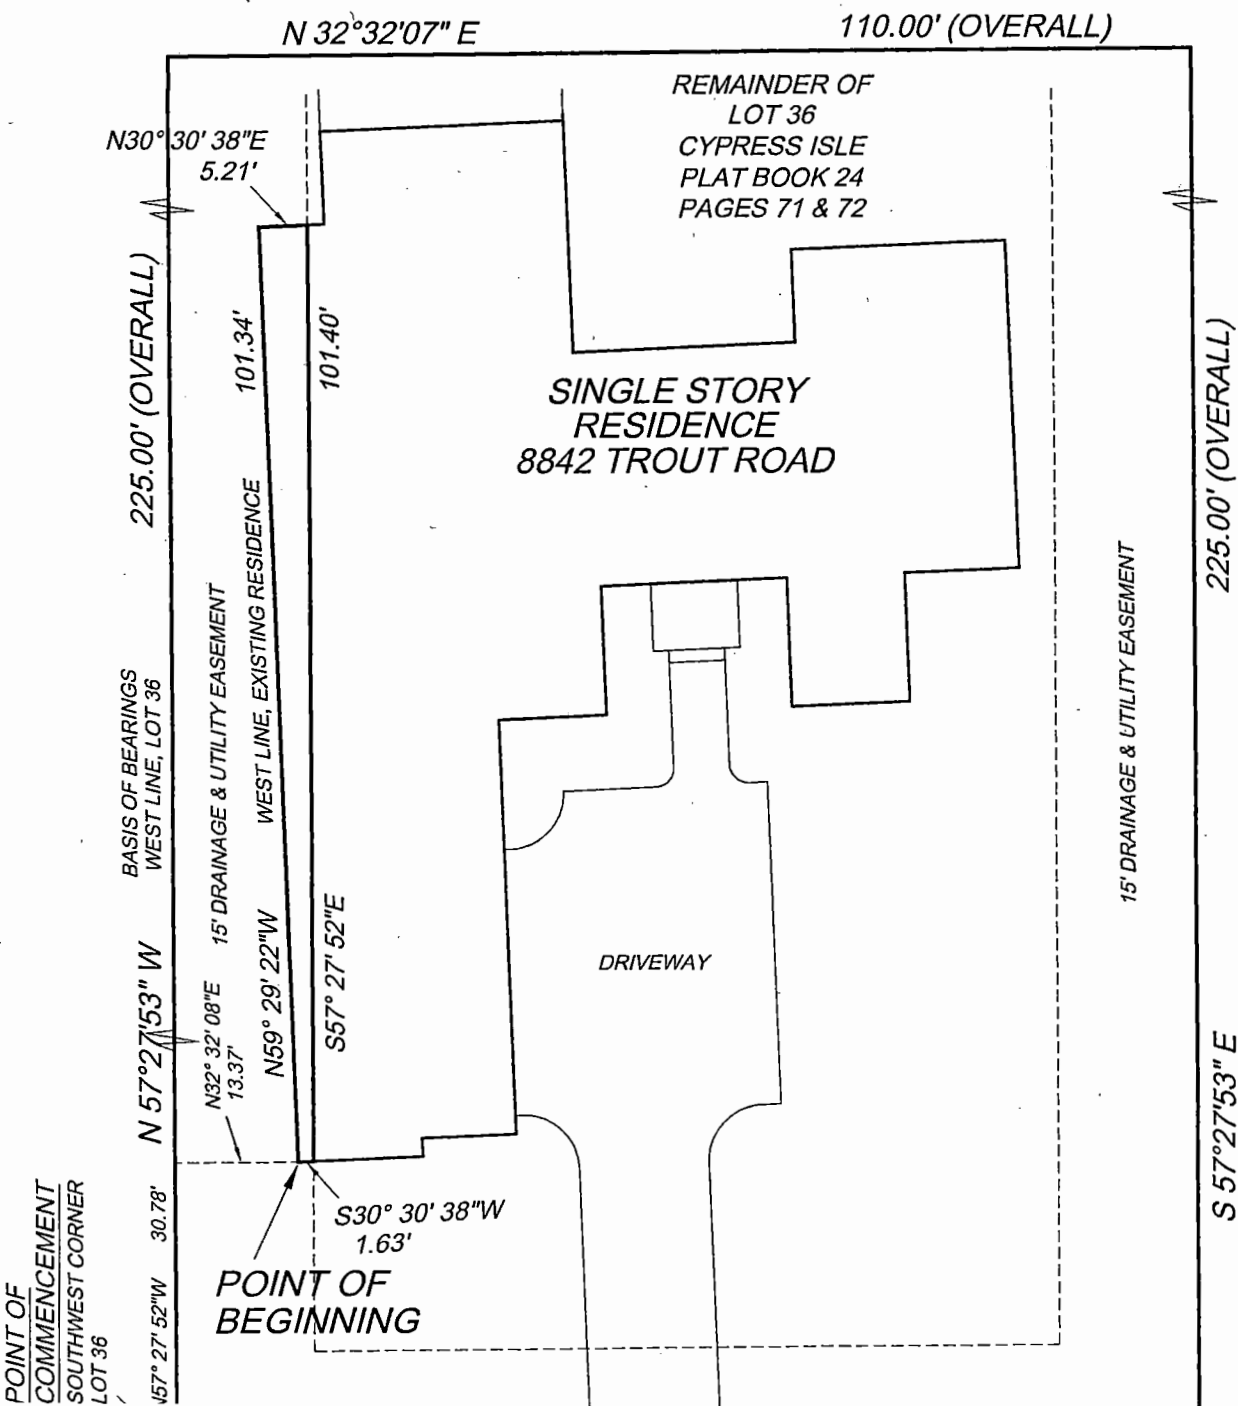 N 32°32'07" E
110.00' (OVERALL)
REMAINDER OF
LOT 36
CYPRESS ISLE
PLAT BOOK 24
PAGES 71 & 72
N30° 30' 38"E
5.21'
225.00' (OVERALL)
101.34'
101.40'
SINGLE STORY
RESIDENCE
8842 TROUT ROAD
225.00' (OVERALL)
BASIS OF BEARINGS
WEST LINE, LOT 36
15' DRAINAGE & UTILITY EASEMENT
WEST LINE, EXISTING RESIDENCE
15' DRAINAGE & UTILITY EASEMENT
N 57°27'53" W
N32° 32' 08"E
13.37'
N59° 29' 22"W
S57° 27' 52"E
DRIVEWAY
S 57°27'53" E
S30° 30' 38"W
1.63'
POINT OF
BEGINNING
POINT OF
COMMENCEMENT
SOUTHWEST CORNER
LOT 36
N57° 27' 52"W 30.78'